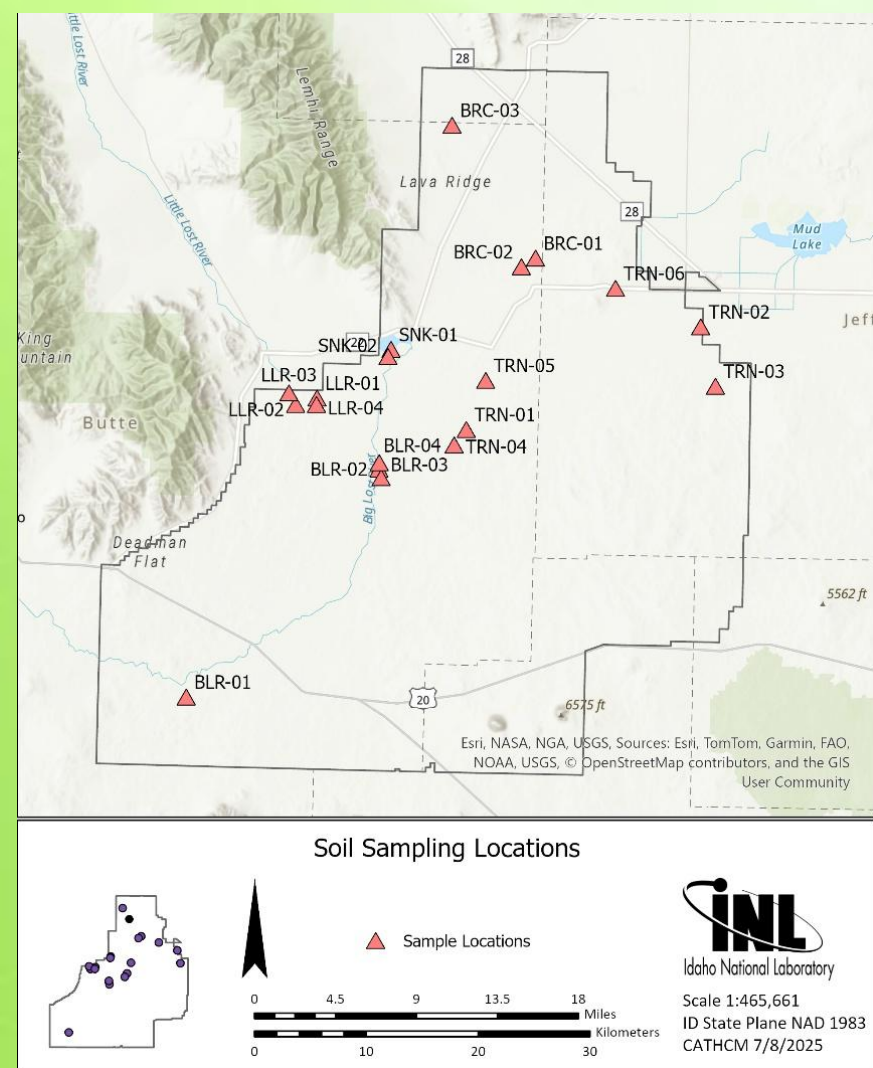 Little Lost River
Lemhi Range
28
BRC-03
Lava Ridge
28
Little Lost River
Mud
Lake
BRC-01
BRC-02
TRN-06
TRN-02
Jeff
King
untain
22
SNK-02
SNK-01
TRN-05
TRN-03
LLR-03
LLR-01
LLR-02
LLR-04
Butte
TRN-01
BLR-04
TRN-04
BLR-02
BLR-03
Big Lost River
o
Deadman
Flat
5562 ft
BLR-01
20
6575 ft
Esri, NASA, NGA, USGS, Sources: Esri, TomTom, Garmin, FAO,
NOAA, USGS, © OpenStreetMap contributors, and the GIS
User Community
Soil Sampling Locations
Sample Locations
0 4.5 9 13.5 18
Miles
Kilometers
0 10 20 30
INL
Idaho National Laboratory
Scale 1:465,661
ID State Plane NAD 1983
CATHCM 7/8/2025